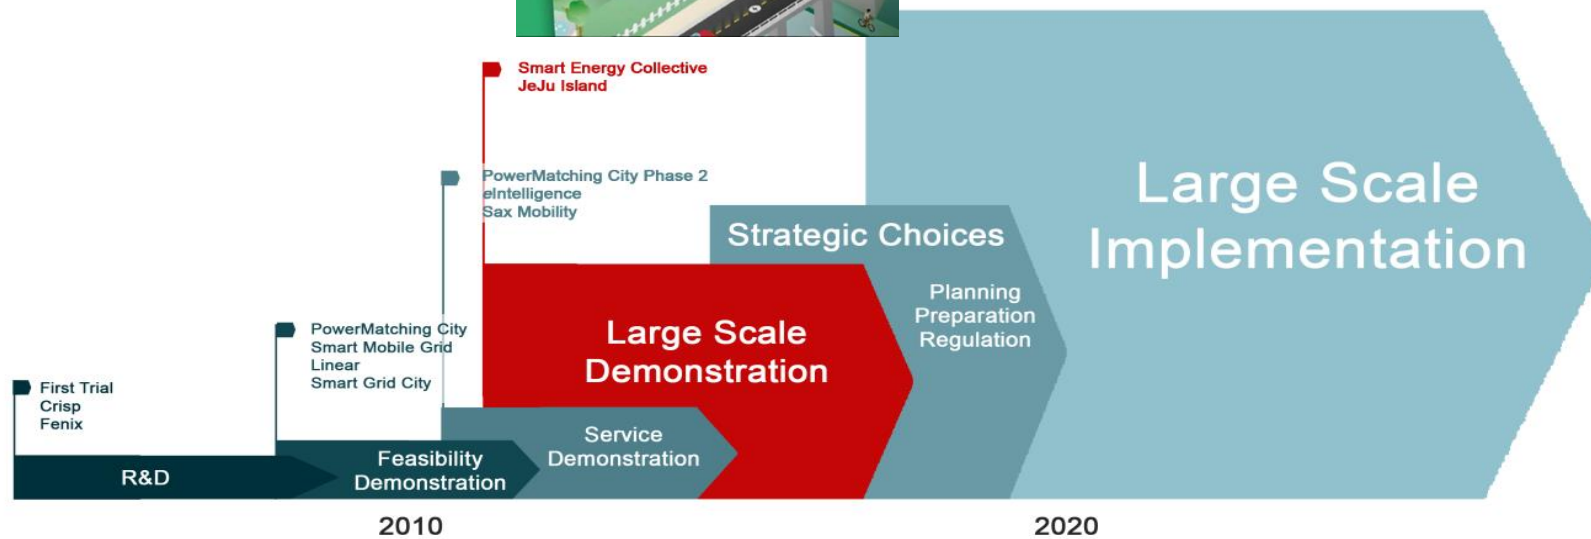 Smart Energy Collective
JeJu Island
PowerMatching City Phase 2
eIntelligence
Sax Mobility
PowerMatching City
Smart Mobile Grid
Linear
Smart Grid City
First Trial
Crisp
Fenix
R&D
Feasibility
Demonstration
Service
Demonstration
Large Scale
Demonstration
Strategic Choices
Planning
Preparation
Regulation
Large Scale
Implementation
2010
2020